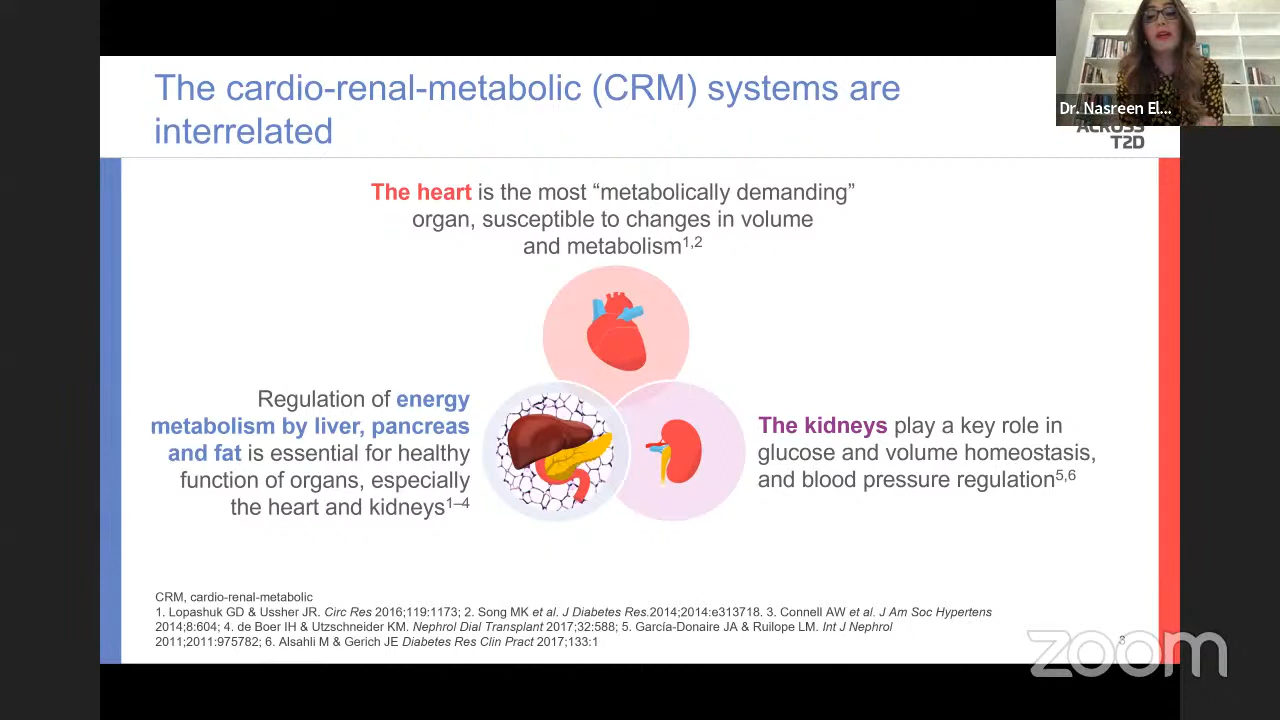 The cardio-renal-metabolic (CRM) systems are
interrelated
Dr. Nasreen El...
ACROSS
T2D
The heart is the most “metabolically demanding”
organ, susceptible to changes in volume
and metabolism1,2
Regulation of energy
metabolism by liver, pancreas
and fat is essential for healthy
function of organs, especially
the heart and kidneys1–4
The kidneys play a key role in
glucose and volume homeostasis,
and blood pressure regulation5,6
CRM, cardio-renal-metabolic
1. Lopashuk GD & Ussher JR. Circ Res 2016;119:1173; 2. Song MK et al. J Diabetes Res.2014;2014:e313718. 3. Connell AW et al. J Am Soc Hypertens
2014;8:604; 4. de Boer IH & Utzschneider KM. Nephrol Dial Transplant 2017;32:588; 5. García-Donaire JA & Ruilope LM. Int J Nephrol
2011;2011:975782; 6. Alsahli M & Gerich JE Diabetes Res Clin Pract 2017;133:1
zoom